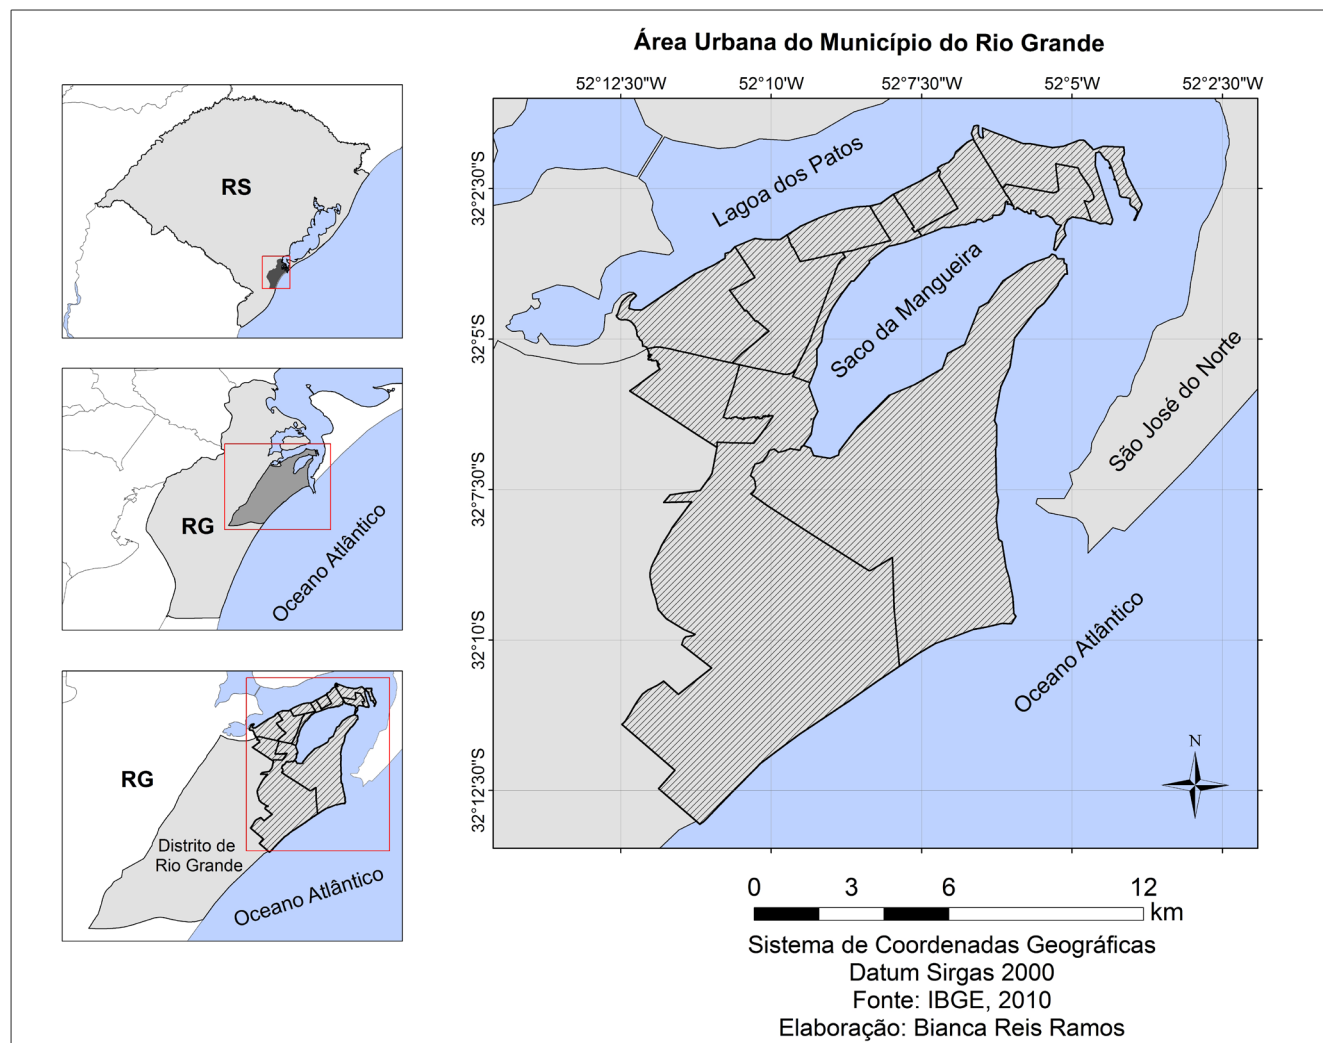 Área Urbana do Município do Rio Grande
52°12'30"W 52°10'W 52°7'30"W 52°5'W 52°22'30"W
32°2'30"S
32°5'S
32°7'30"S
32°10'S
32°12'30"S
Lagoa dos Patos
Saco da Mangueira
São José do Norte
Oceano Atlântico
N
RS
RG
Oceano Atlântico
RG
Distrito de
Rio Grande
Oceano Atlântico
0 3 6 12
km
Sistema de Coordenadas Geográficas
Datum Sirgas 2000
Fonte: IBGE, 2010
Elaboração: Bianca Reis Ramos